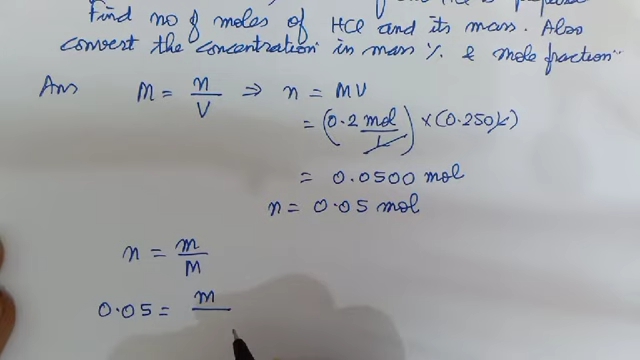 Find no of moles of HCl and its mass. Also
convert the concentration in mass % & mole fraction
Ans M = n/V ⇒ n = MV
= (0.2 mol/L) × (0.250 L)
= 0.0500 mol
n = 0.05 mol
n = m/M
0.05 = m